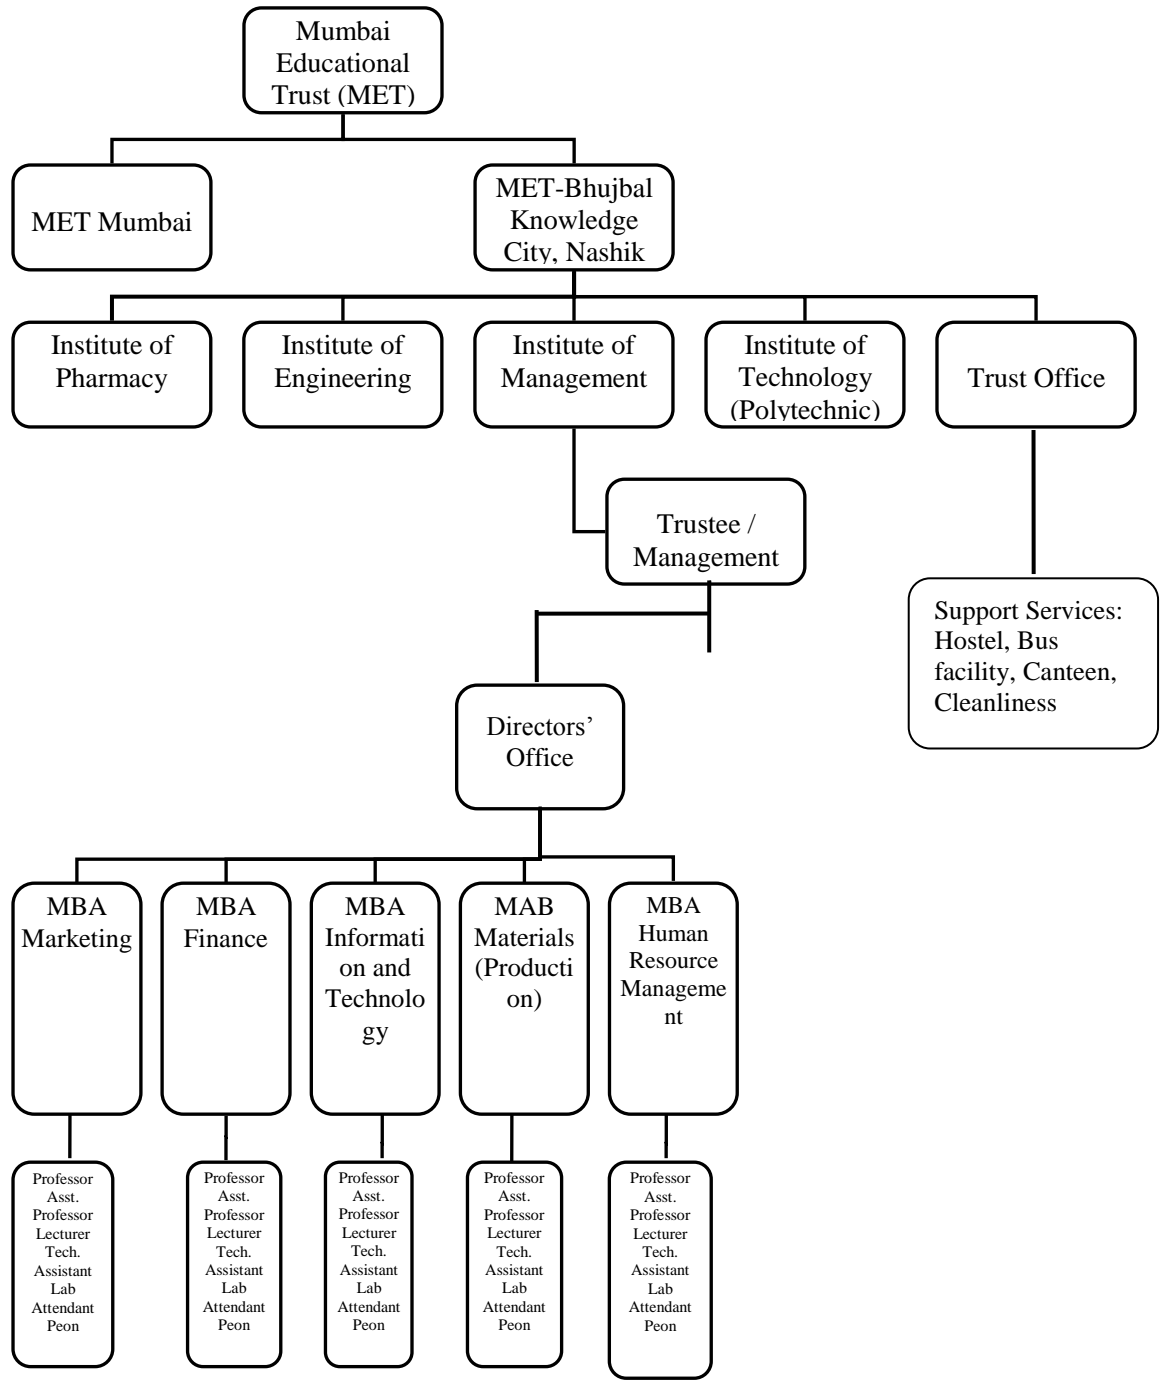 Mumbai
Educational
Trust (MET)
MET Mumbai
MET-Bhujbal
Knowledge
City, Nashik
Institute of
Pharmacy
Institute of
Engineering
Institute of
Management
Institute of
Technology
(Polytechnic)
Trust Office
Trustee /
Management
Support Services:
Hostel, Bus
facility, Canteen,
Cleanliness
Directors’
Office
MBA
Marketing
MBA
Finance
MBA
Informati
on and
Technolo
gy
MAB
Materials
(Producti
on)
MBA
Human
Resource
Manageme
nt
Professor
Asst.
Professor
Lecturer
Tech.
Assistant
Lab
Attendant
Peon
Professor
Asst.
Professor
Lecturer
Tech.
Assistant
Lab
Attendant
Peon
Professor
Asst.
Professor
Lecturer
Tech.
Assistant
Lab
Attendant
Peon
Professor
Asst.
Professor
Lecturer
Tech.
Assistant
Lab
Attendant
Peon
Professor
Asst.
Professor
Lecturer
Tech.
Assistant
Lab
Attendant
Peon